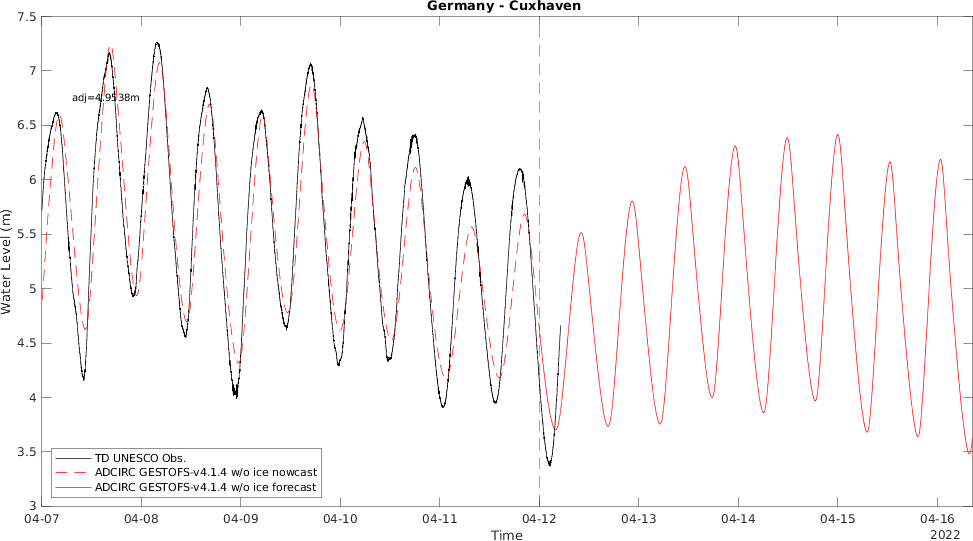 Germany - Cuxhaven
7.5
7
6.5
6
5.5
5
4.5
4
3.5
3
Water Level (m)
adj=4.9538m
TD UNESCO Obs.
ADCIRC GESTOFS-v4.1.4 w/o ice nowcast
ADCIRC GESTOFS-v4.1.4 w/o ice forecast
04-07 04-08 04-09 04-10 04-11 04-12 04-13 04-14 04-15 04-16
Time
2022